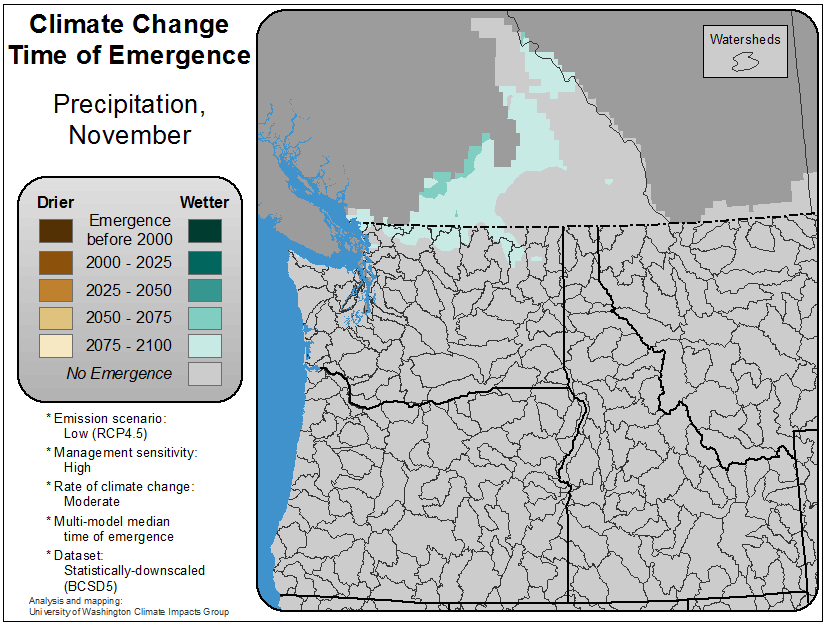 Climate Change
Time of Emergence
Precipitation,
November
Drier
Wetter
Emergence
before 2000
2000 - 2025
2025 - 2050
2050 - 2075
2075 - 2100
No Emergence
* Emission scenario:
Low (RCP4.5)
* Management sensitivity:
High
* Rate of climate change:
Moderate
* Multi-model median
time of emergence
* Dataset:
Statistically-downscaled
(BCSD5)
Analysis and mapping:
University of Washington Climate Impacts Group
Watersheds